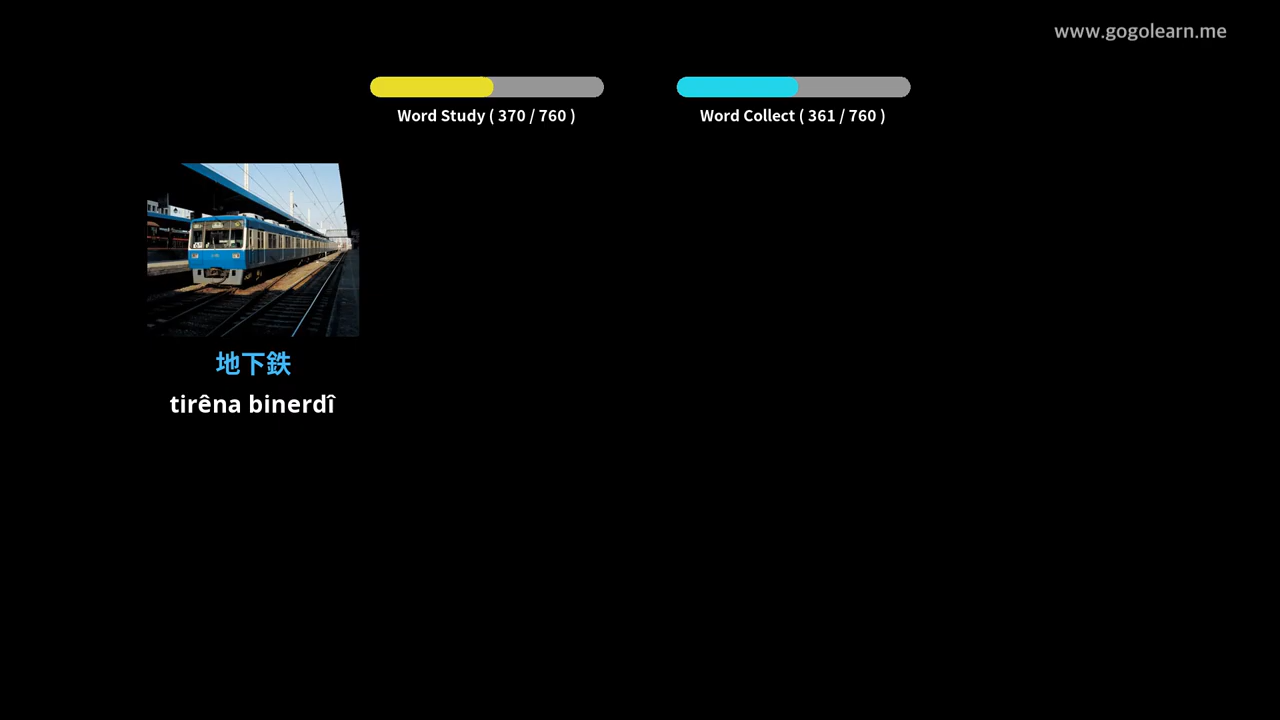 www.gogolearn.me
Word Study ( 370 / 760 )
Word Collect ( 361 / 760 )
地下鉄
tirêna binerdî